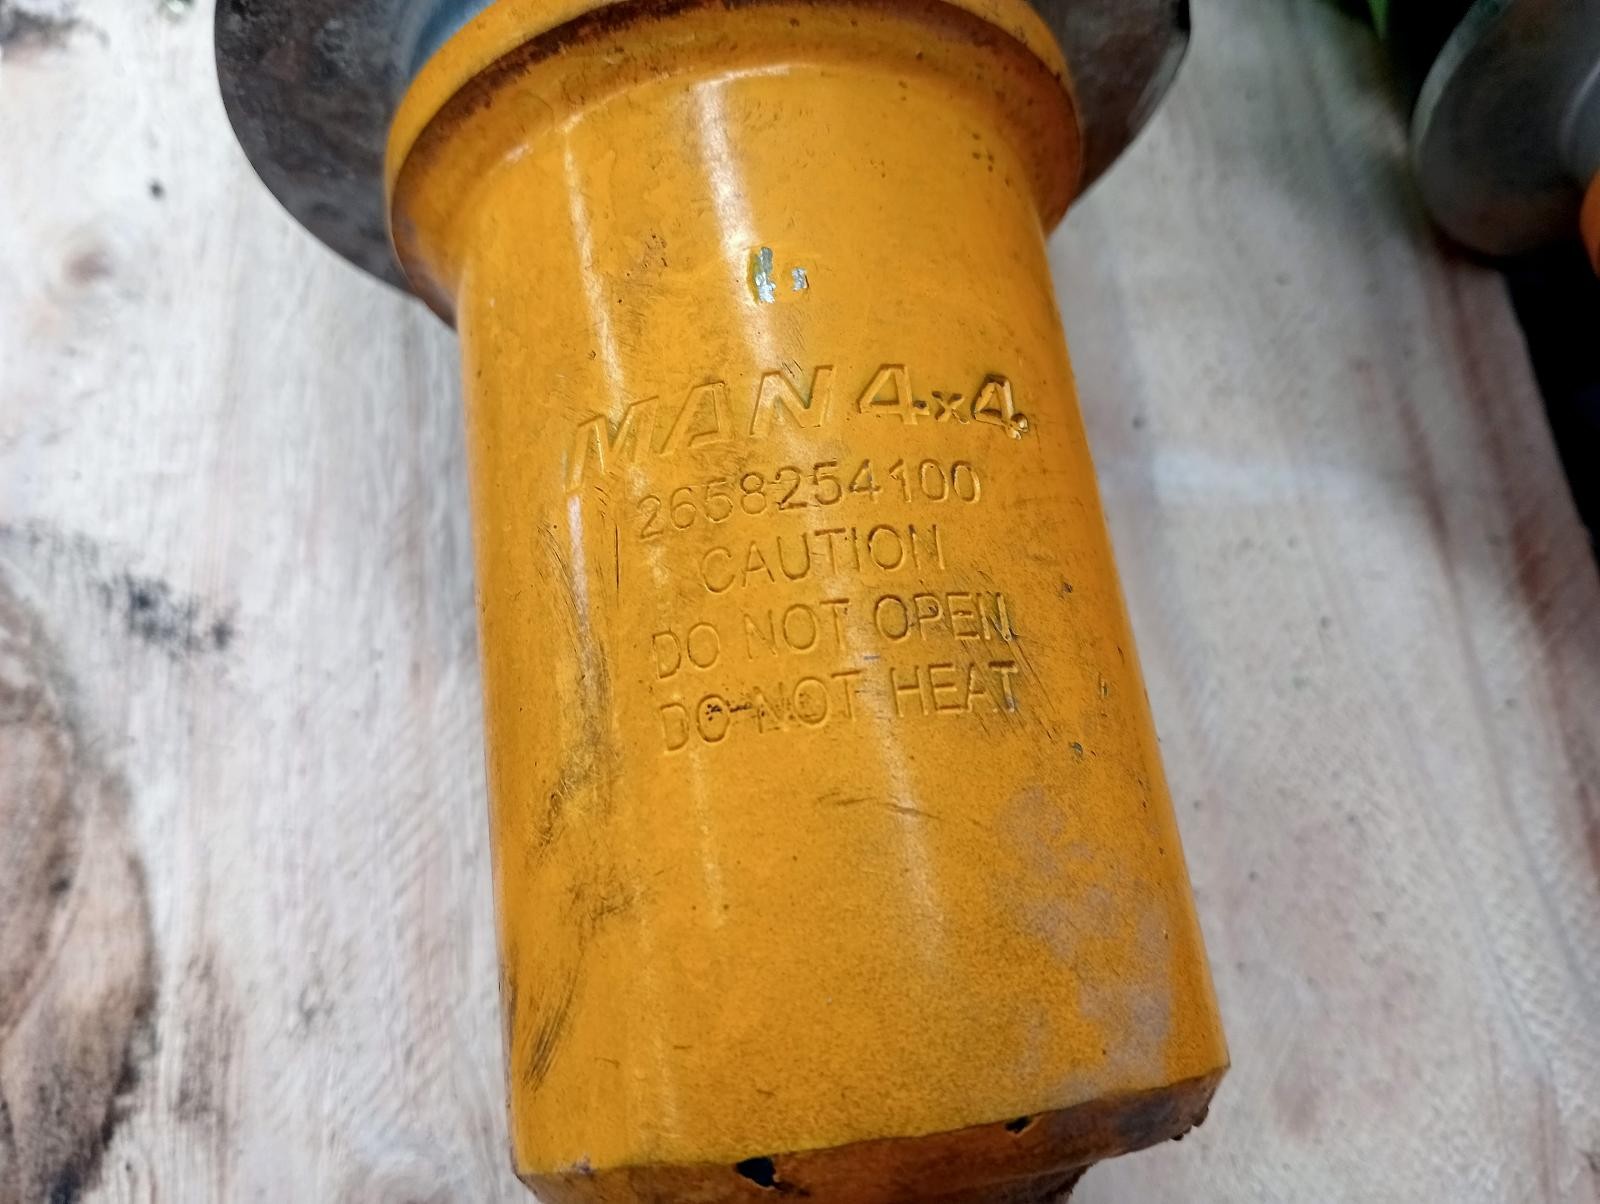 MAN 4x4
2658254100
CAUTION
DO NOT OPEN
DO NOT HEAT